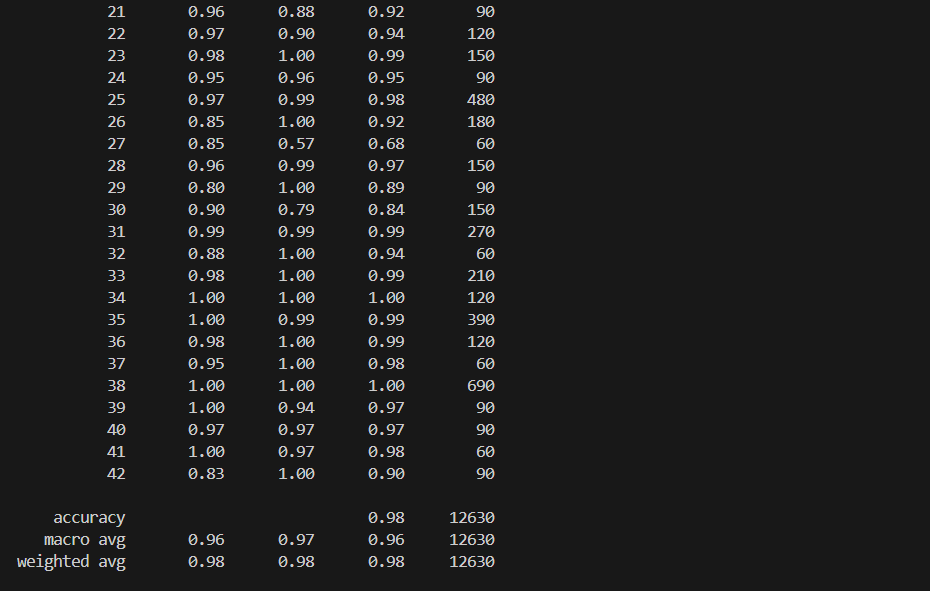 21 0.96 0.88 0.92 90
22 0.97 0.90 0.94 120
23 0.98 1.00 0.99 150
24 0.95 0.96 0.95 90
25 0.97 0.99 0.98 480
26 0.85 1.00 0.92 180
27 0.85 0.57 0.68 60
28 0.96 0.99 0.97 150
29 0.80 1.00 0.89 90
30 0.90 0.79 0.84 150
31 0.99 0.99 0.99 270
32 0.88 1.00 0.94 60
33 0.98 1.00 0.99 210
34 1.00 1.00 1.00 120
35 1.00 0.99 0.99 390
36 0.98 1.00 0.99 120
37 0.95 1.00 0.98 60
38 1.00 1.00 1.00 690
39 1.00 0.94 0.97 90
40 0.97 0.97 0.97 90
41 1.00 0.97 0.98 60
42 0.83 1.00 0.90 90
accuracy 0.98 12630
macro avg 0.96 0.97 0.96 12630
weighted avg 0.98 0.98 0.98 12630